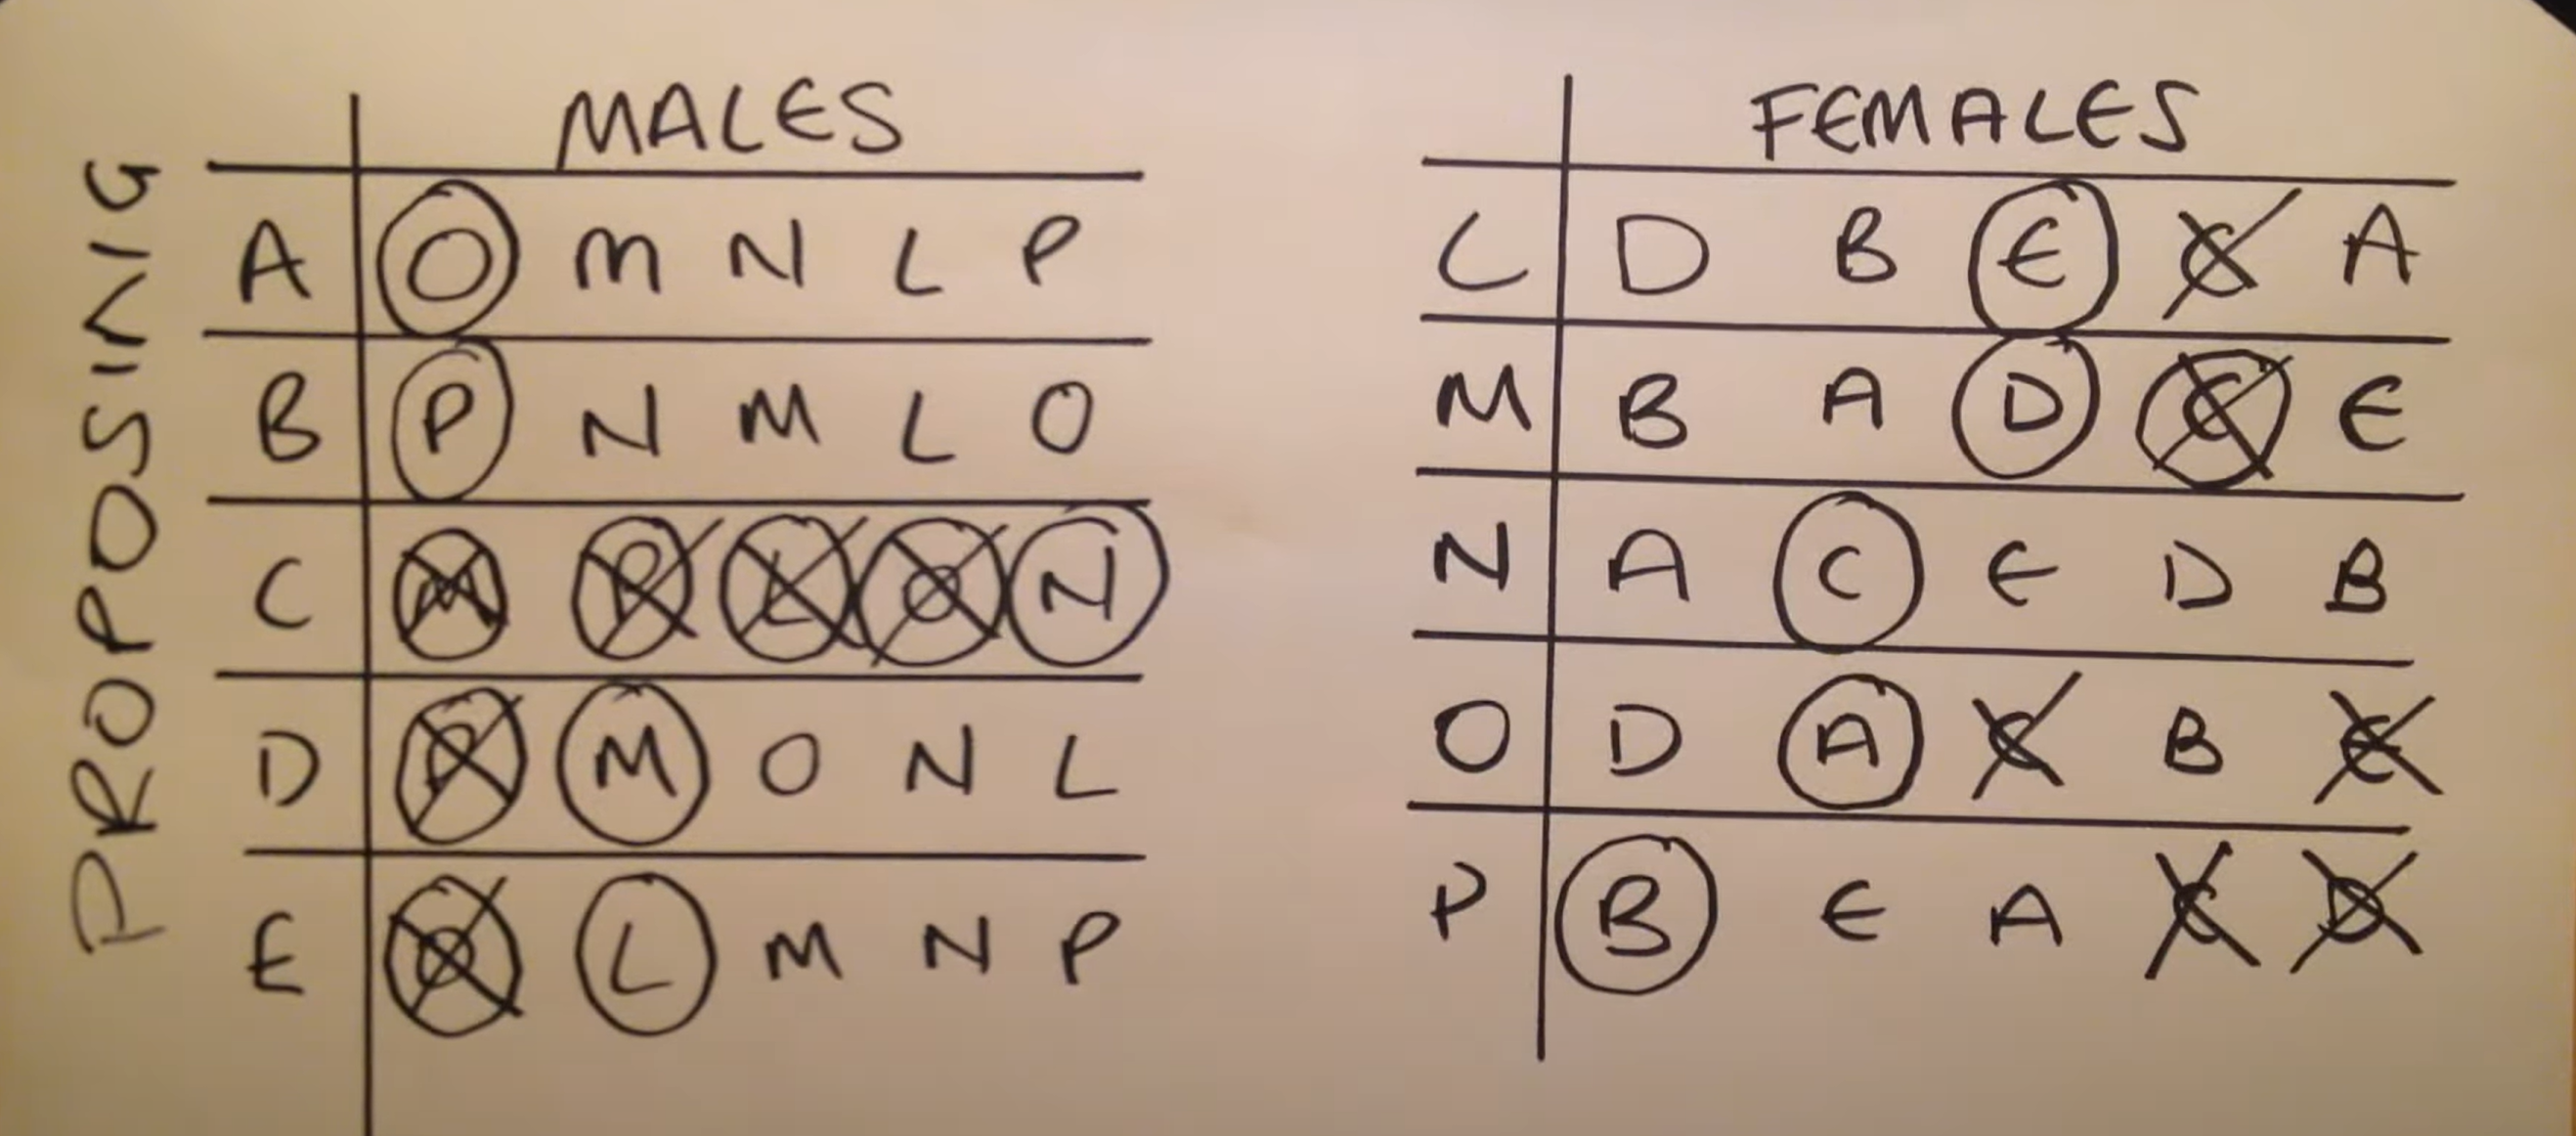 PROPOSING
MALES
A O M N L P
B P N M L O
C M P L O N
D P M O N L
E O L M N P
FEMALES
L D B E C A
M B A D C E
N A C E D B
O D A C B E
P B E A C D